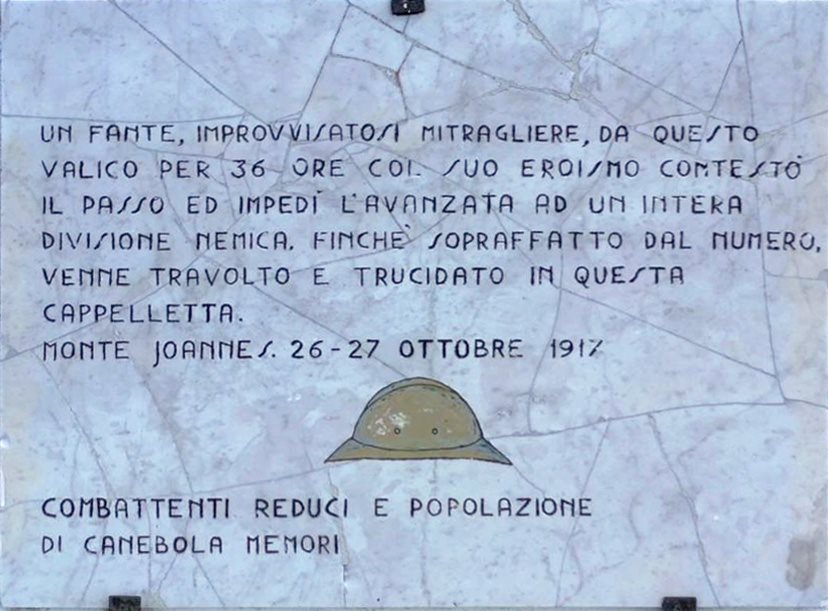 UN FANTE, IMPROVVISATOSI MITRAGLIERE, DA QUESTO
VALICO PER 36 ORE COL SUO EROISMO CONTESTÒ
IL PASSO ED IMPEDÌ L'AVANZATA AD UN INTERA
DIVISIONE NEMICA. FINCHÈ SOPRAFFATTO DAL NUMERO,
VENNE TRAVOLTO E TRUCIDATO IN QUESTA
CAPPELLETTA.
MONTE JOANNES. 26-27 OTTOBRE 1917
COMBATTENTI REDUCI E POPOLAZIONE
DI CANEBOLA MEMORI